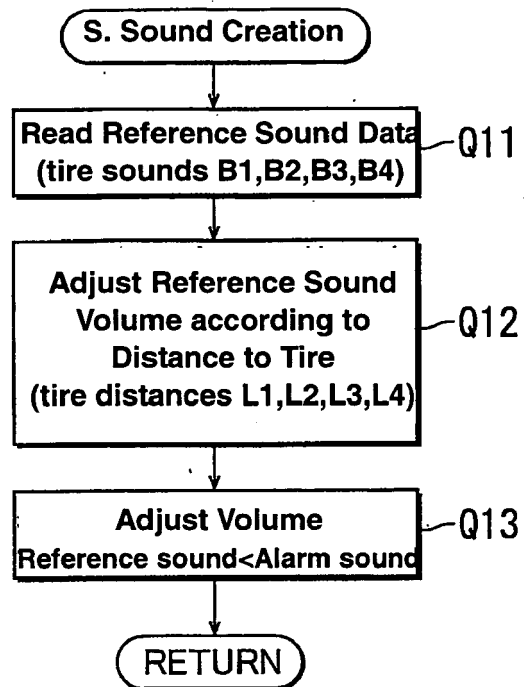 S. Sound Creation
Read Reference Sound Data
(tire sounds B1,B2,B3,B4)
Q11
Adjust Reference Sound
Volume according to
Distance to Tire
(tire distances L1,L2,L3,L4)
Q12
Adjust Volume
Reference sound<Alarm sound
Q13
RETURN